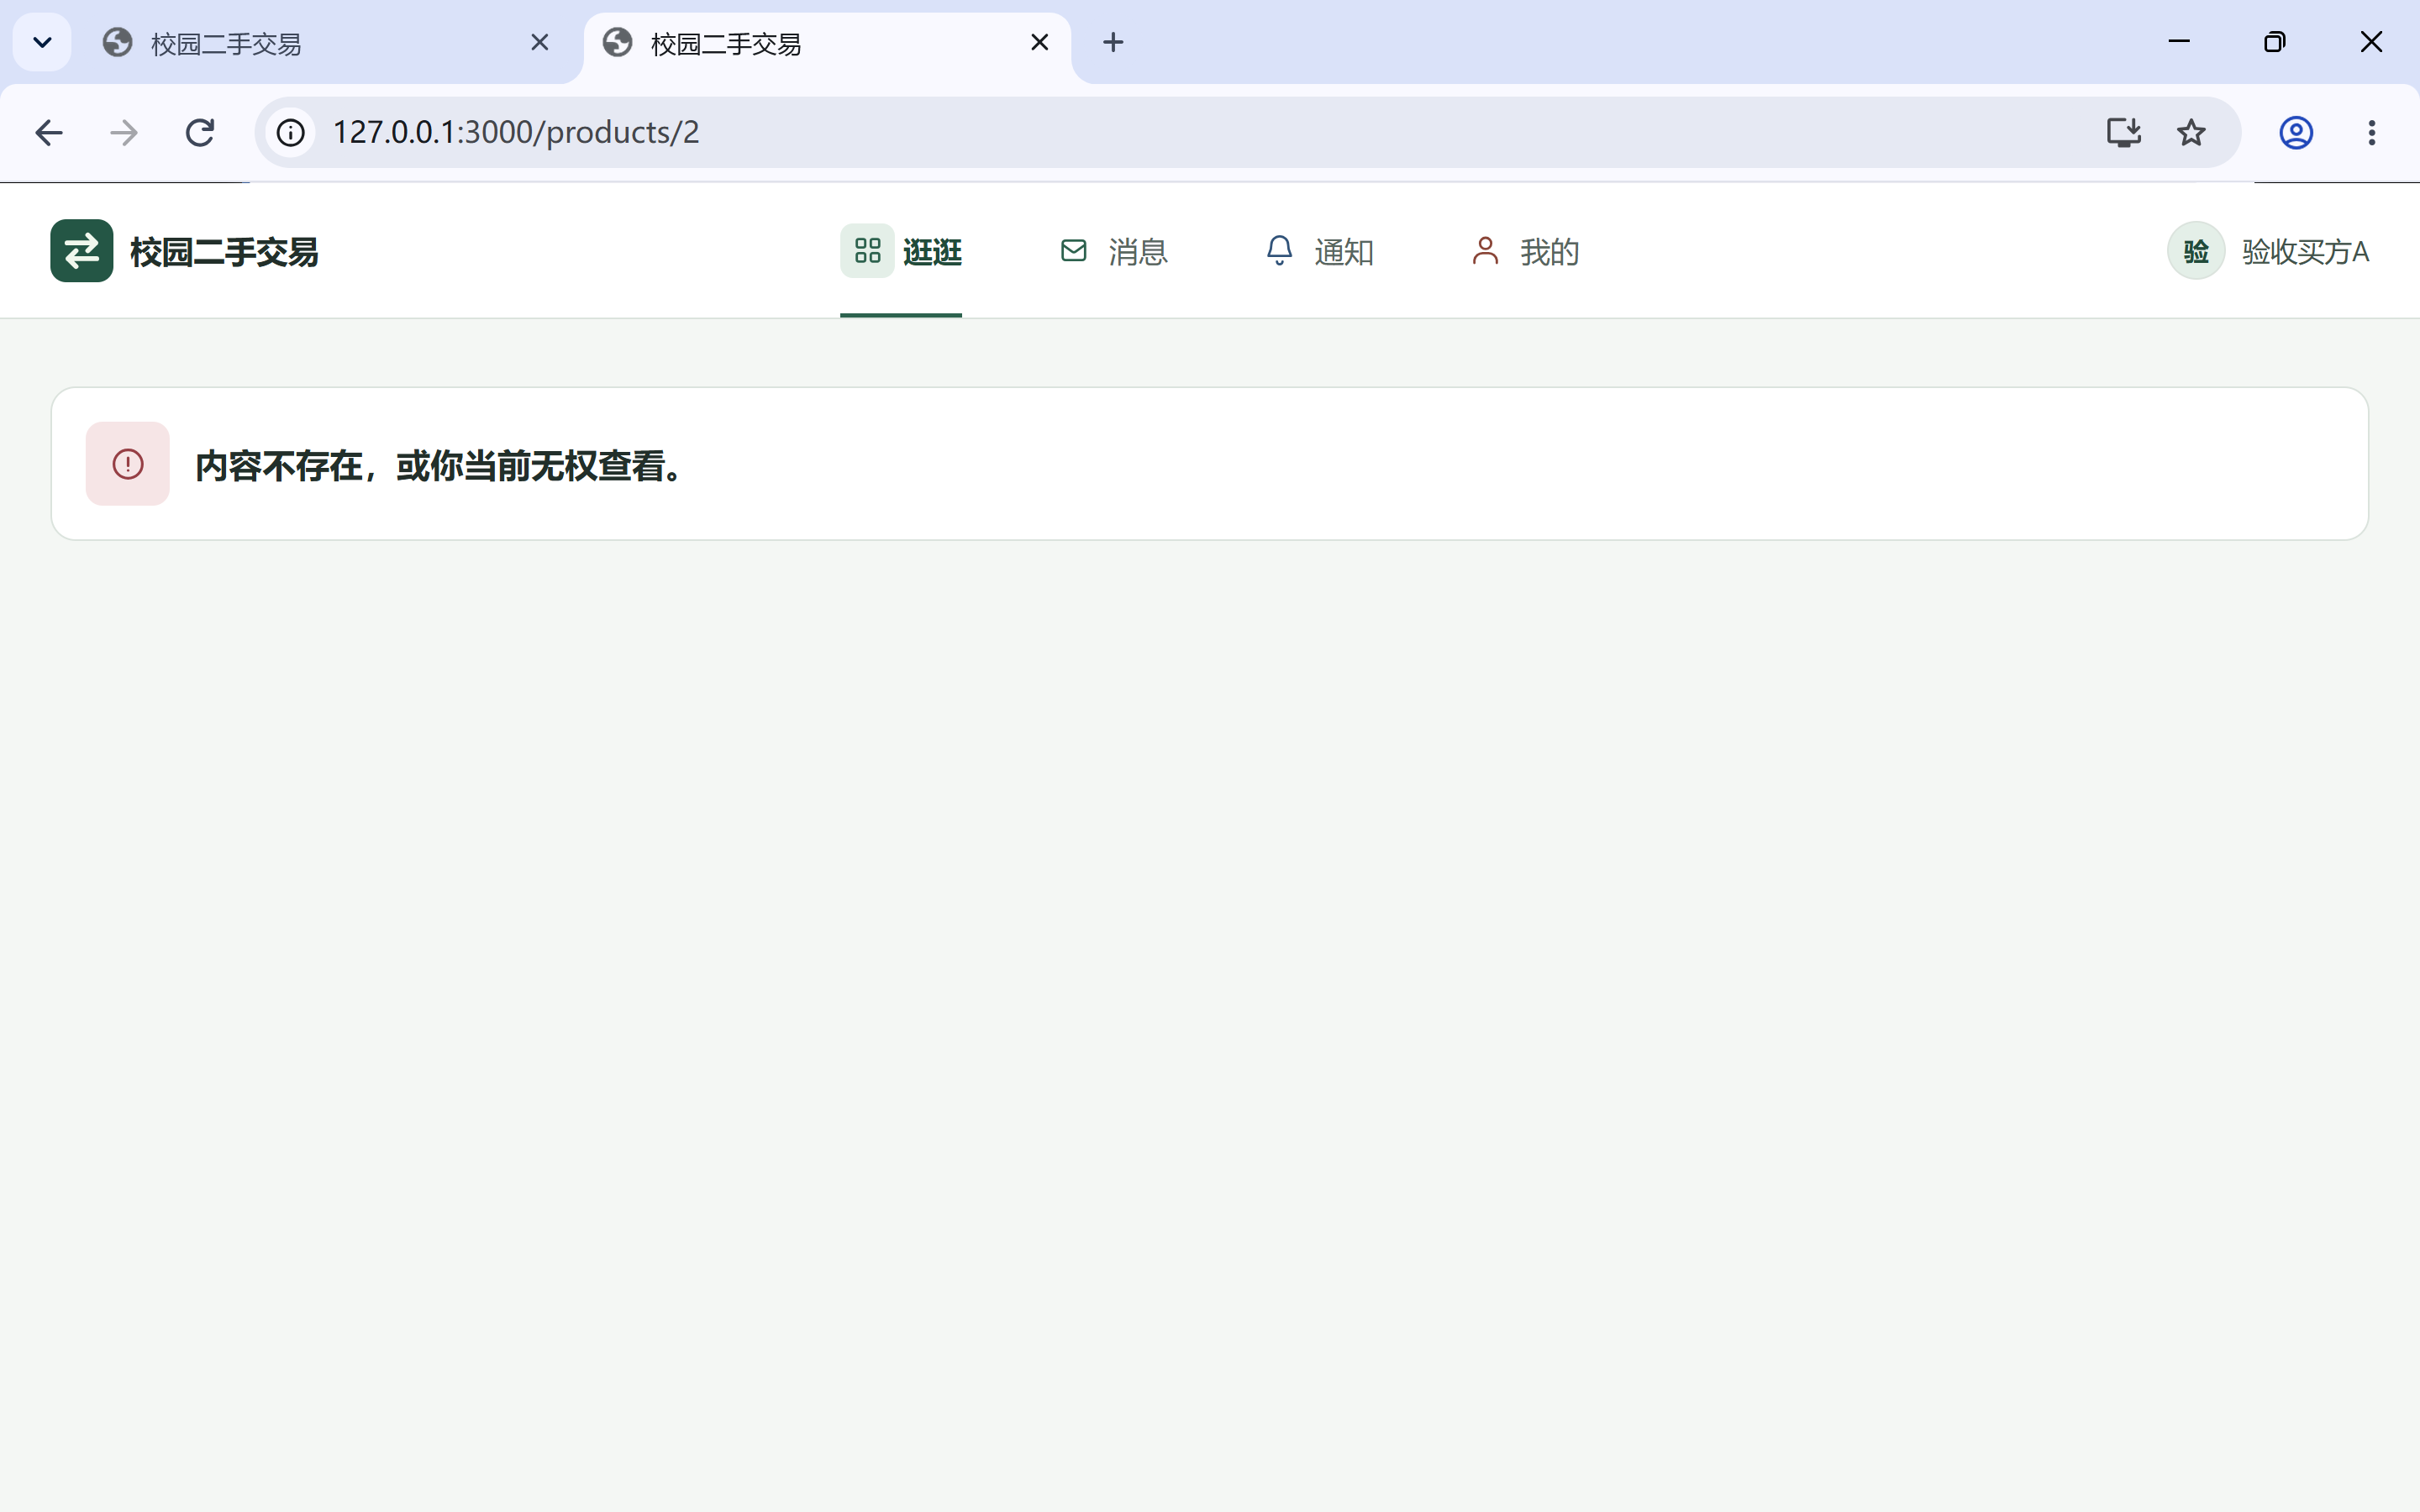 校园二手交易
校园二手交易
127.0.0.1:3000/products/2
校园二手交易
逛逛
消息
通知
我的
验
验收买方A
内容不存在，或你当前无权查看。